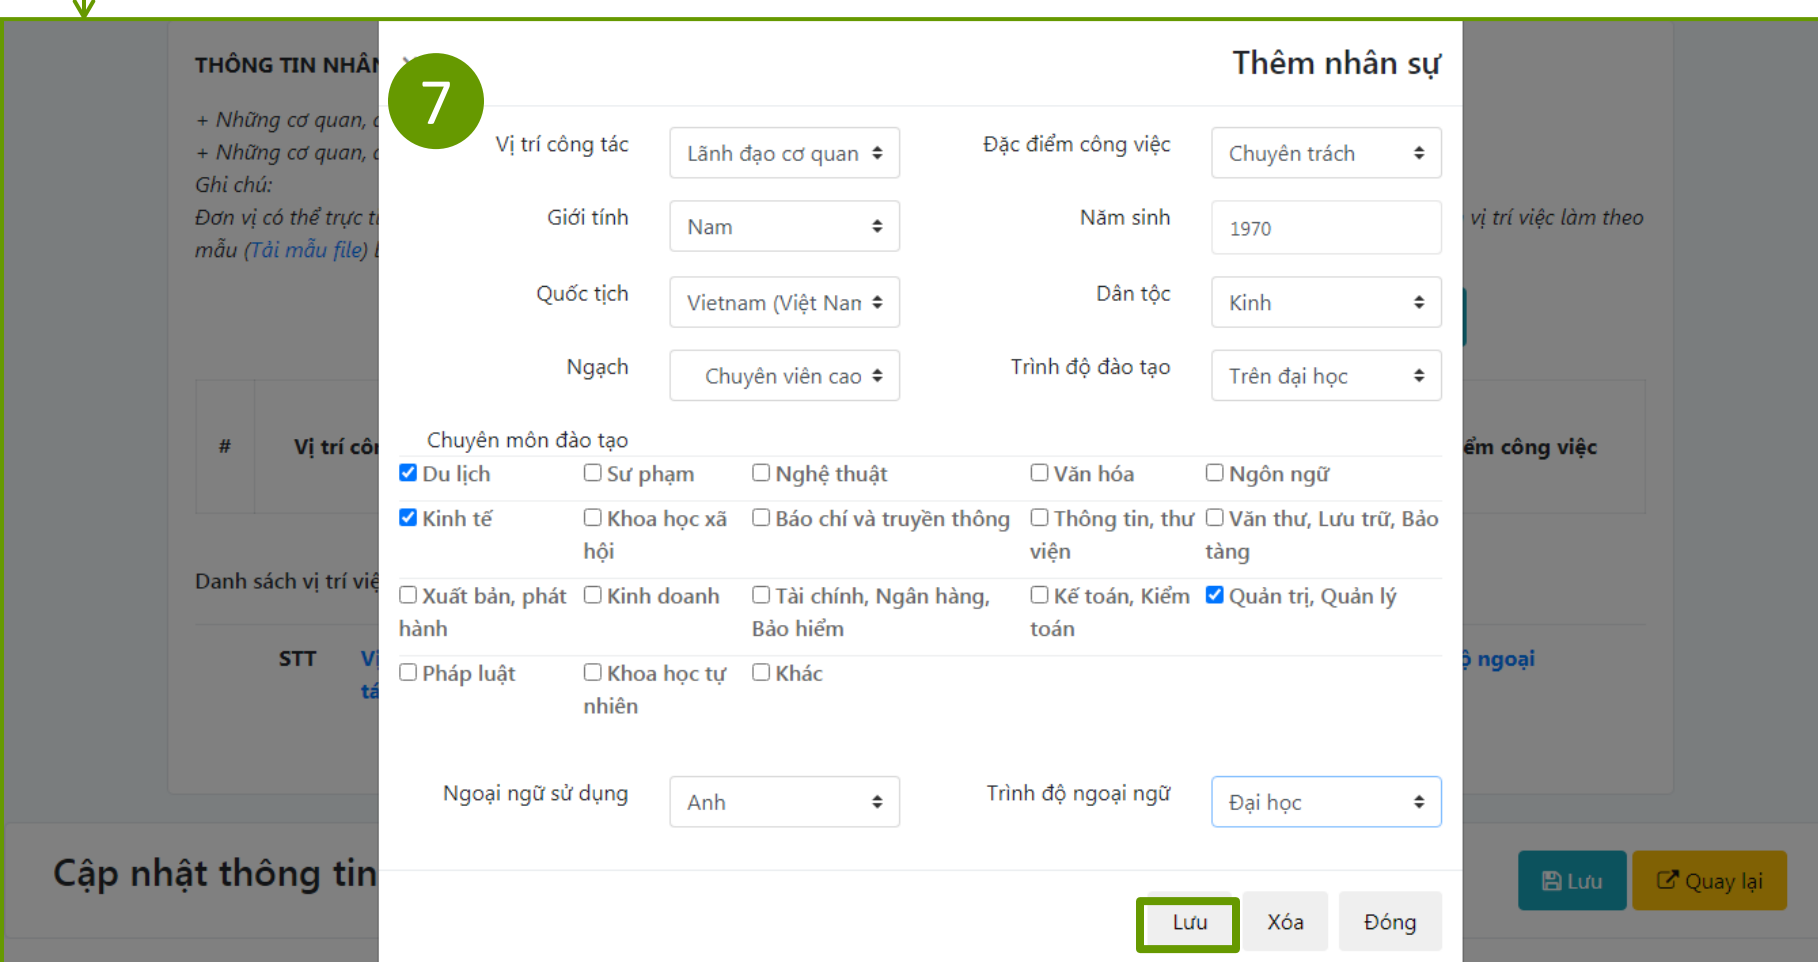 THÔNG TIN NHÂN
7
Thêm nhân sự
+ Những cơ quan,
+ Những cơ quan,
Ghi chú:
Đơn vị có thể trực
vị trí việc làm theo
mẫu (Tải mẫu file)
Vị trí công tác Lãnh đạo cơ quan Đặc điểm công việc Chuyên trách
Giới tính Nam Năm sinh 1970
Quốc tịch Vietnam (Việt Nam Dân tộc Kinh
Ngạch Chuyên viên cao Trình độ đào tạo Trên đại học
# Vị trí côn
ểm công việc
Chuyên môn đào tạo
Du lịch Sư phạm Nghệ thuật Văn hóa Ngôn ngữ
Kinh tế Khoa học xã hội Báo chí và truyền thông Thông tin, thư viện Văn thư, Lưu trữ, Bảo tàng
Danh sách vị trí việ
Xuất bản, phát hành Kinh doanh Tài chính, Ngân hàng, Bảo hiểm Kế toán, Kiểm toán Quản trị, Quản lý
STT Vị
tá
ộ ngoại
Pháp luật Khoa học tự nhiên Khác
Ngoại ngữ sử dụng Anh Trình độ ngoại ngữ Đại học
Cập nhật thông tin
Lưu Quay lại
Lưu Xóa Đóng